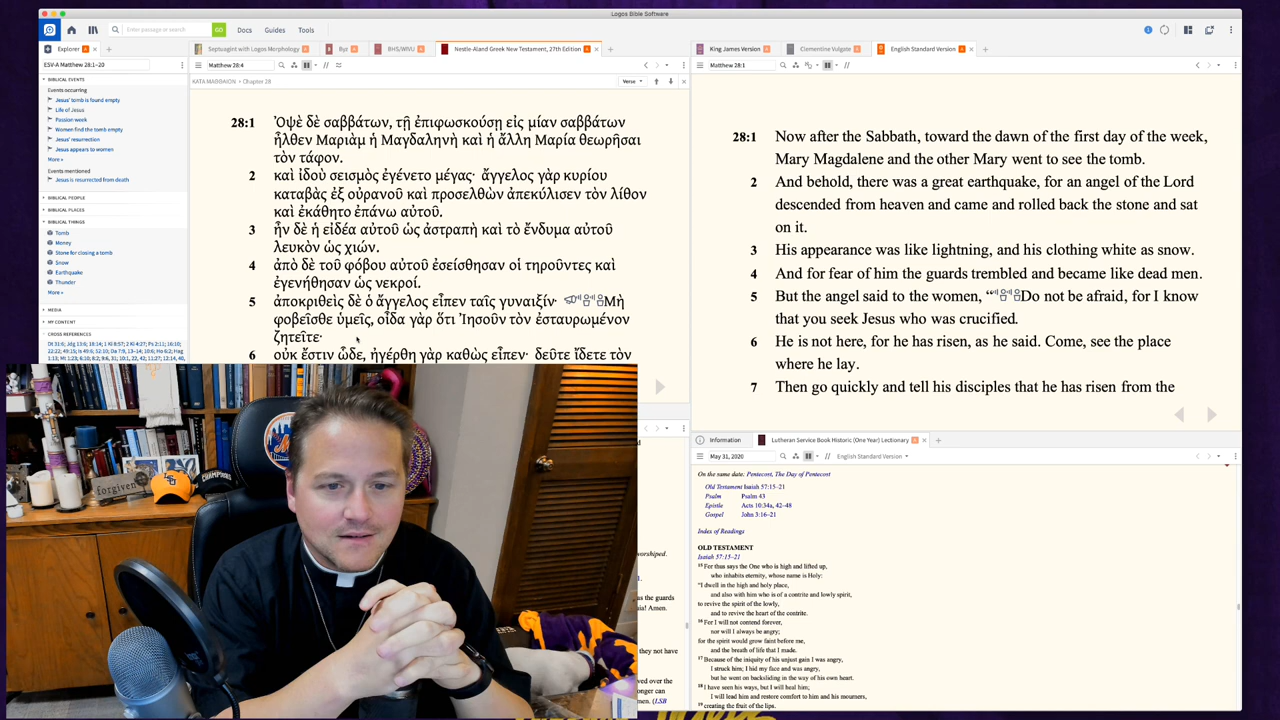 Logos Bible Software
Enter passage or search
GO
Docs
Guides
Tools
Explorer
Septuagint with Logos Morphology
Bye
BHS/WIVU
Nestle-Aland Greek New Testament, 27th Edition
King James Version
Clementine Vulgate
English Standard Version
ESV-A Matthew 28:1–20
Matthew 28:4
Matthew 28:1
ΚΑΤΑ ΜΑΘΘΑΙΟΝ › Chapter 28
Verse
BIBLICAL EVENTS
Events occurring
Jesus' tomb is found empty
Life of Jesus
Passion week
Women find the tomb empty
Jesus' resurrection
Jesus appears to women
More »
Events mentioned
Jesus is resurrected from death
BIBLICAL PEOPLE
BIBLICAL PLACES
BIBLICAL THINGS
Tomb
Money
Stone for closing a tomb
Snow
Earthquake
Thunder
More »
MEDIA
MY CONTENT
CROSS REFERENCES
28:1 Ὀψὲ δὲ σαββάτων, τῇ ἐπιφωσκούσῃ εἰς μίαν σαββάτων
ἦλθεν Μαριὰμ ἡ Μαγδαληνὴ καὶ ἡ ἄλλη Μαρία θεωρῆσαι
τὸν τάφον.
2 καὶ ἰδοὺ σεισμὸς ἐγένετο μέγας· ἄγγελος γὰρ κυρίου
καταβὰς ἐξ οὐρανοῦ καὶ προσελθὼν ἀπεκύλισεν τὸν λίθον
καὶ ἐκάθητο ἐπάνω αὐτοῦ.
3 ἦν δὲ ἡ εἰδέα αὐτοῦ ὡς ἀστραπὴ καὶ τὸ ἔνδυμα αὐτοῦ
λευκὸν ὡς χιών.
4 ἀπὸ δὲ τοῦ φόβου αὐτοῦ ἐσείσθησαν οἱ τηροῦντες καὶ
ἐγενήθησαν ὡς νεκροί.
5 ἀποκριθεὶς δὲ ὁ ἄγγελος εἶπεν ταῖς γυναιξίν· Μὴ
φοβεῖσθε ὑμεῖς, οἶδα γὰρ ὅτι Ἰησοῦν τὸν ἐσταυρωμένον
ζητεῖτε·
6 οὐκ ἔστιν ὧδε, ἠγέρθη γὰρ καθὼς εἶπεν· δεῦτε ἴδετε τὸν
28:1 Now after the Sabbath, toward the dawn of the first day of the week,
Mary Magdalene and the other Mary went to see the tomb.
2 And behold, there was a great earthquake, for an angel of the Lord
descended from heaven and came and rolled back the stone and sat
on it.
3 His appearance was like lightning, and his clothing white as snow.
4 And for fear of him the guards trembled and became like dead men.
5 But the angel said to the women, “Do not be afraid, for I know
that you seek Jesus who was crucified.
6 He is not here, for he has risen, as he said. Come, see the place
where he lay.
7 Then go quickly and tell his disciples that he has risen from the
Information
Lutheran Service Book Historic (One Year) Lectionary
May 31, 2020
English Standard Version
On the same date: Pentecost, The Day of Pentecost
Old Testament Isaiah 57:15–21
Psalm Psalm 43
Epistle Acts 10:34a, 42–48
Gospel John 3:16–21
Index of Readings
OLD TESTAMENT
Isaiah 57:15–21
15 For thus says the One who is high and lifted up,
who inhabits eternity, whose name is Holy:
“I dwell in the high and holy place,
and also with him who is of a contrite and lowly spirit,
to revive the spirit of the lowly,
and to revive the heart of the contrite.
16 For I will not contend forever,
nor will I always be angry;
for the spirit would grow faint before me,
and the breath of life that I made.
17 Because of the iniquity of his unjust gain I was angry,
I struck him; I hid my face and was angry,
but he went on backsliding in the way of his own heart.
18 I have seen his ways, but I will heal him;
I will lead him and restore comfort to him and his mourners,
19 creating the fruit of the lips.
worshiped.
us the guards
Amen.
they not have
ved over the
onger can
men. (LSB
CHAMPIONS
forgi